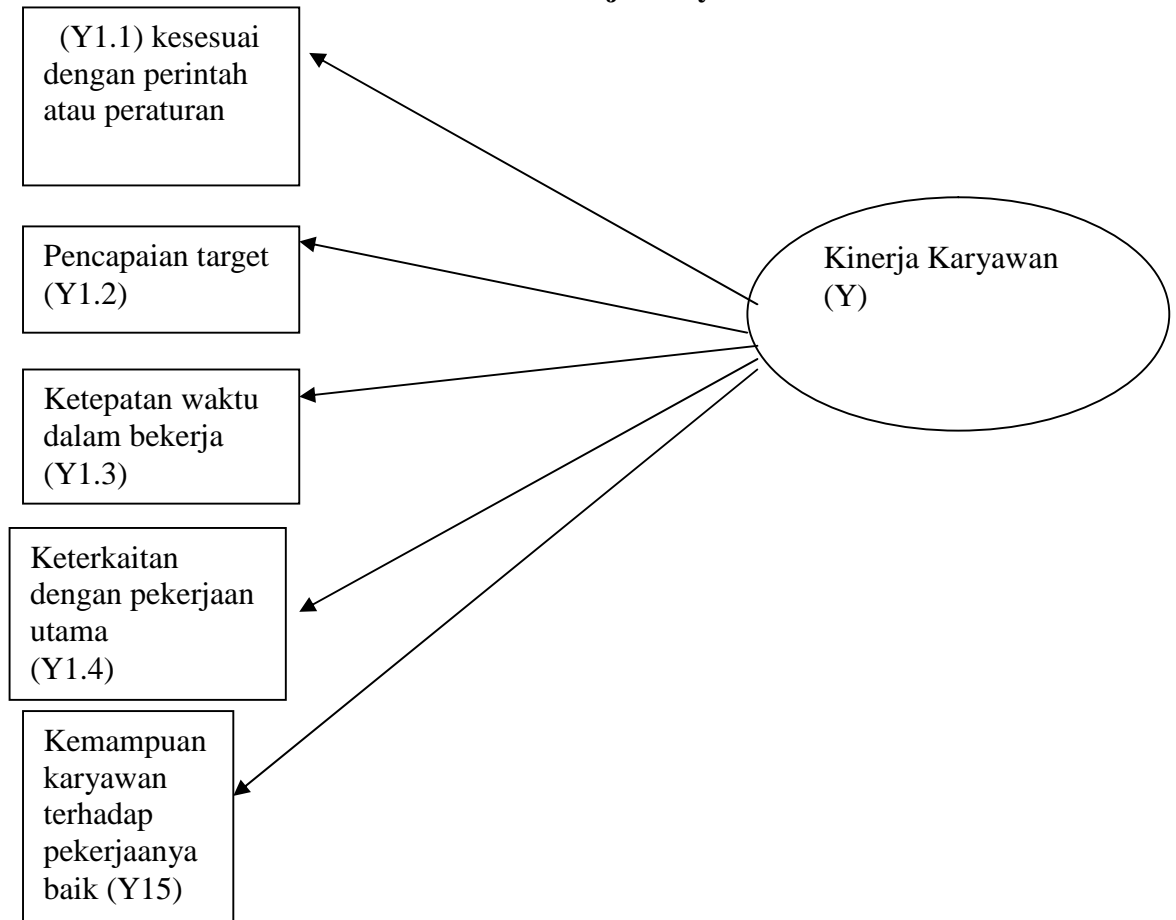 (Y1.1) kesesuai
dengan perintah
atau peraturan
Pencapaian target
(Y1.2)
Ketepatan waktu
dalam bekerja
(Y1.3)
Keterkaitan
dengan pekerjaan
utama
(Y1.4)
Kemampuan
karyawan
terhadap
pekerjaanya
baik (Y15)
Kinerja Karyawan
(Y)